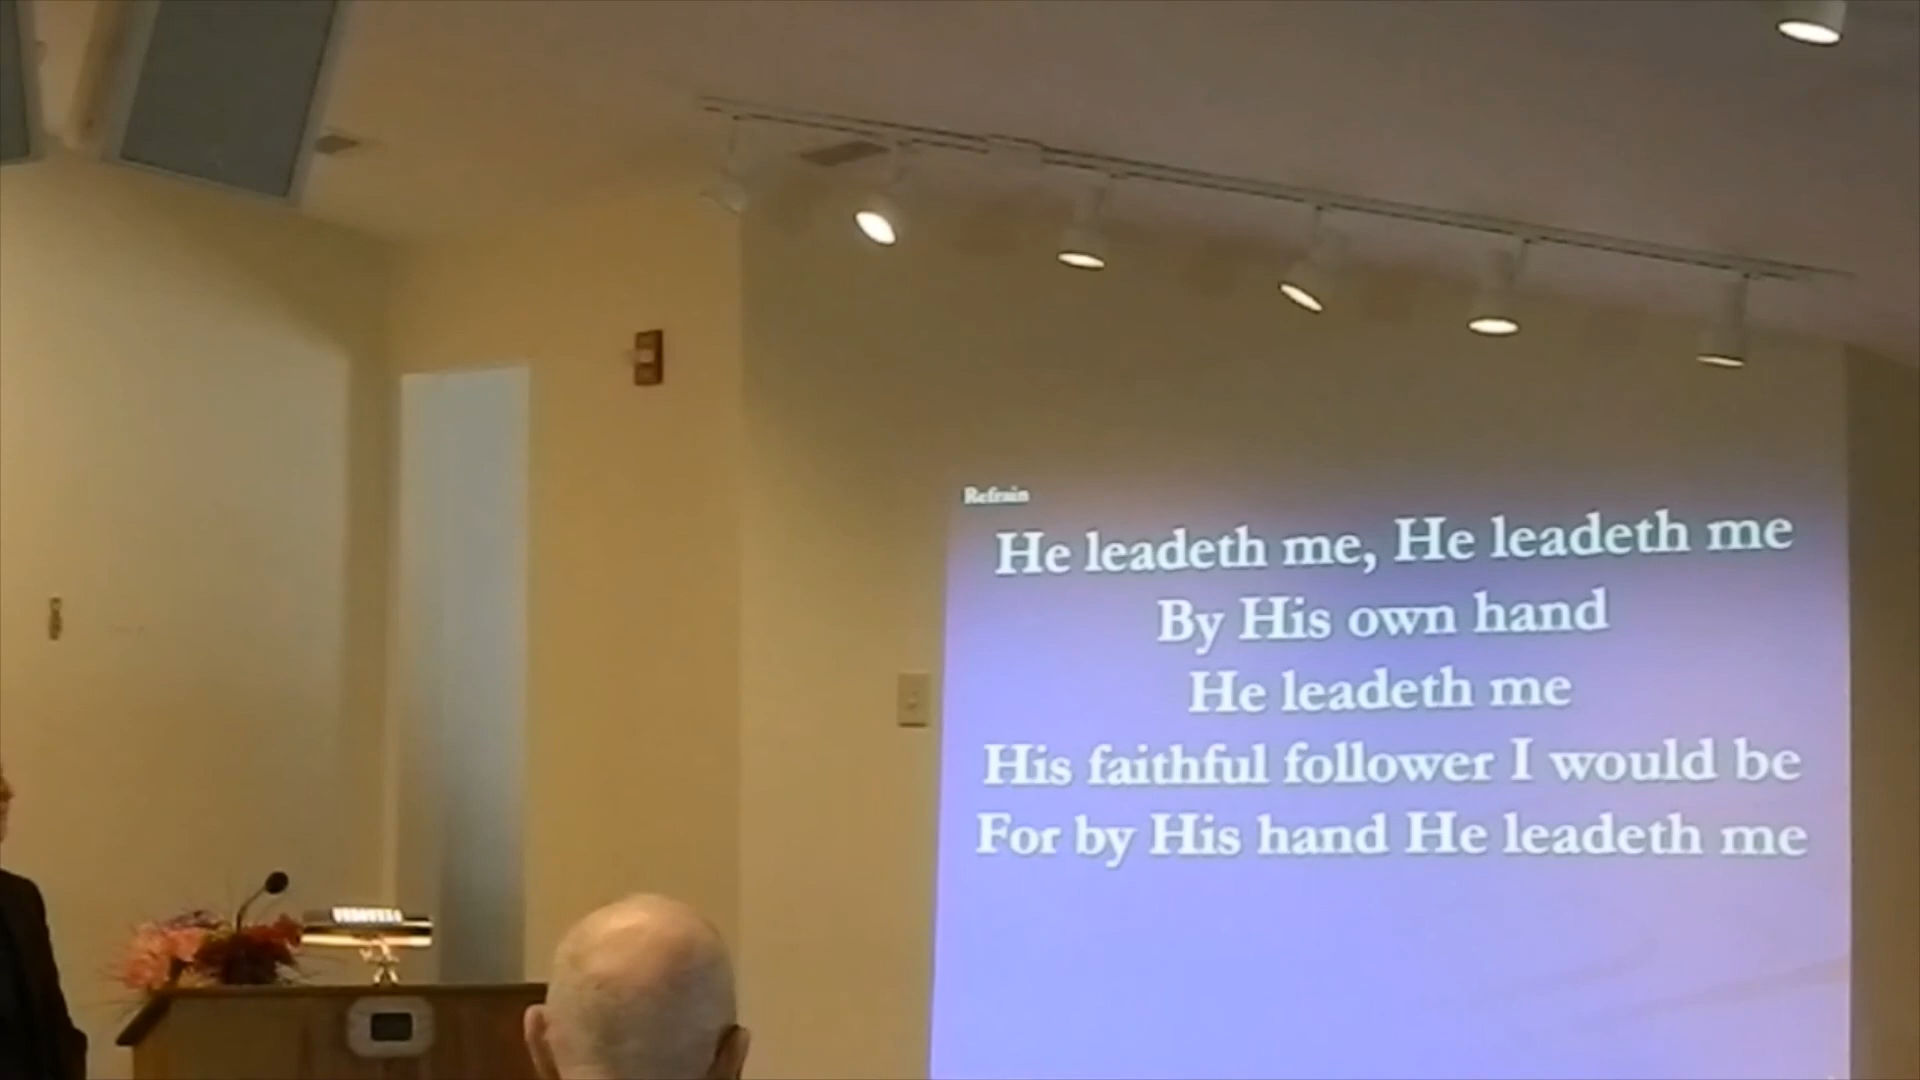 Refrain
He leadeth me, He leadeth me
By His own hand
He leadeth me
His faithful follower I would be
For by His hand He leadeth me